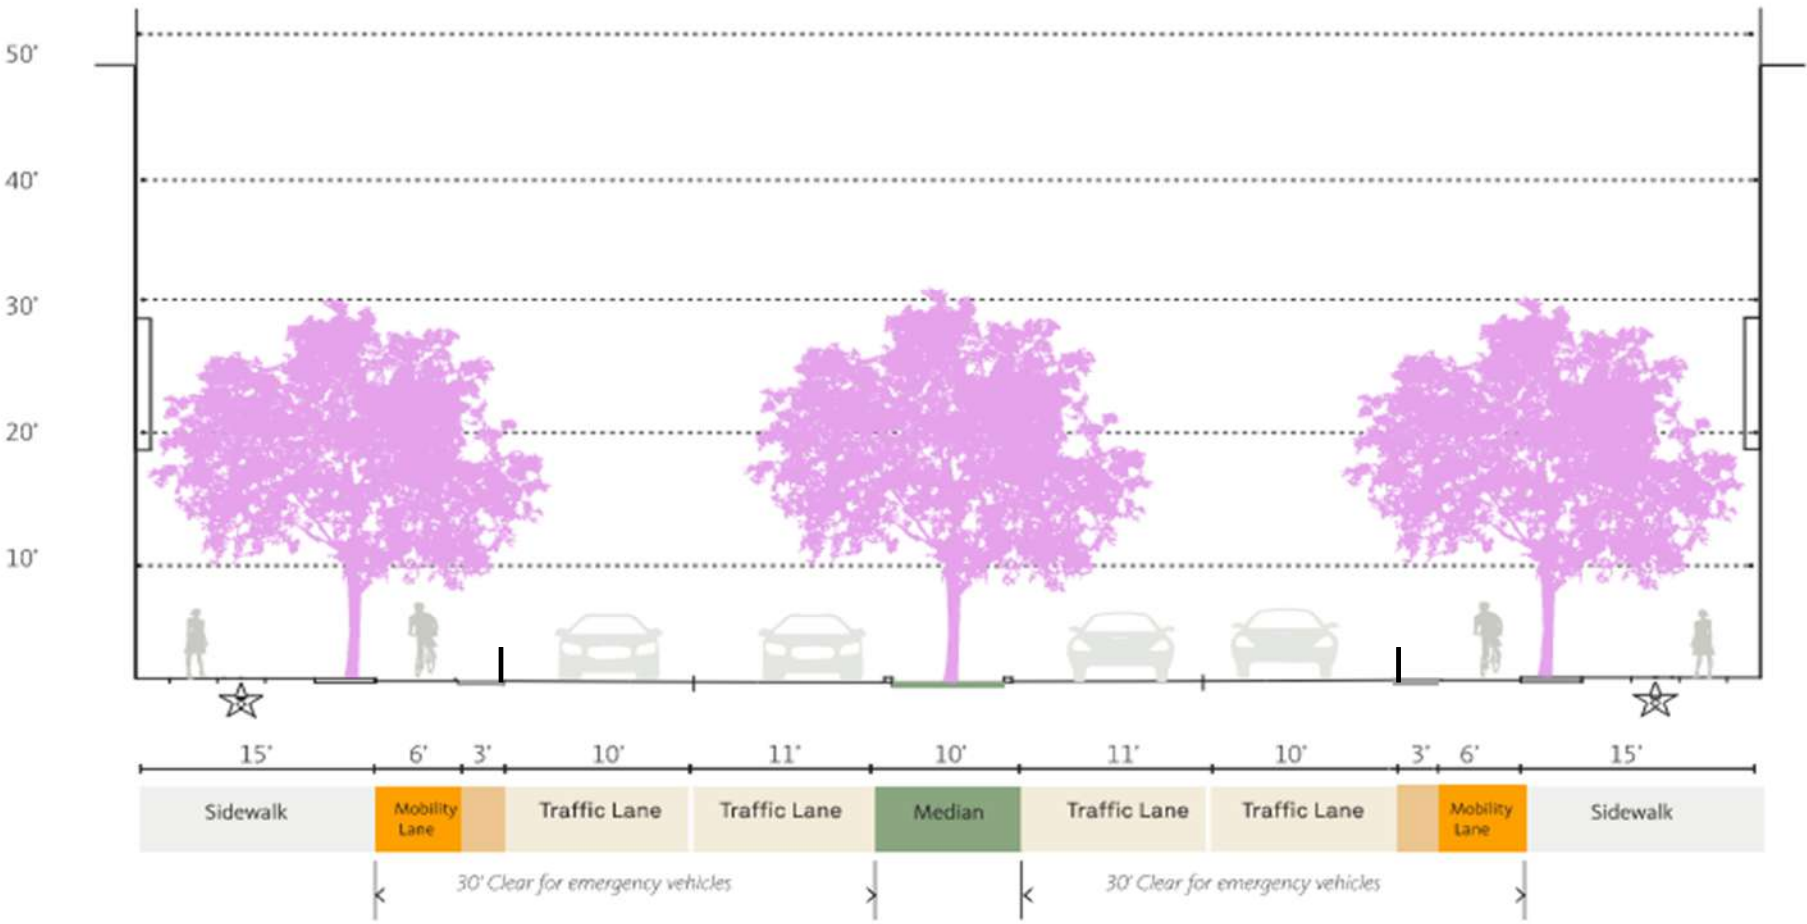 50'
40'
30'
20'
10'
15' 6' 3' 10' 11' 10' 11' 10' 3' 6' 15'
Sidewalk Mobility Lane Traffic Lane Traffic Lane Median Traffic Lane Traffic Lane Mobility Lane Sidewalk
30' Clear for emergency vehicles 30' Clear for emergency vehicles